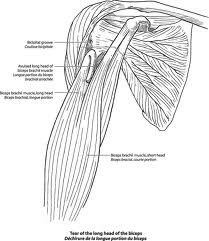 Bicipital groove
Coulisse bicipitale
Avulsed long head of
biceps brachii muscle
Longue portion du biceps
brachial arrachée
Biceps brachii muscle, long head
Biceps brachial, longue portion
Biceps brachii muscle, short head
Biceps brachial, courte portion
Tear of the long head of the biceps
Déchirure de la longue portion du biceps